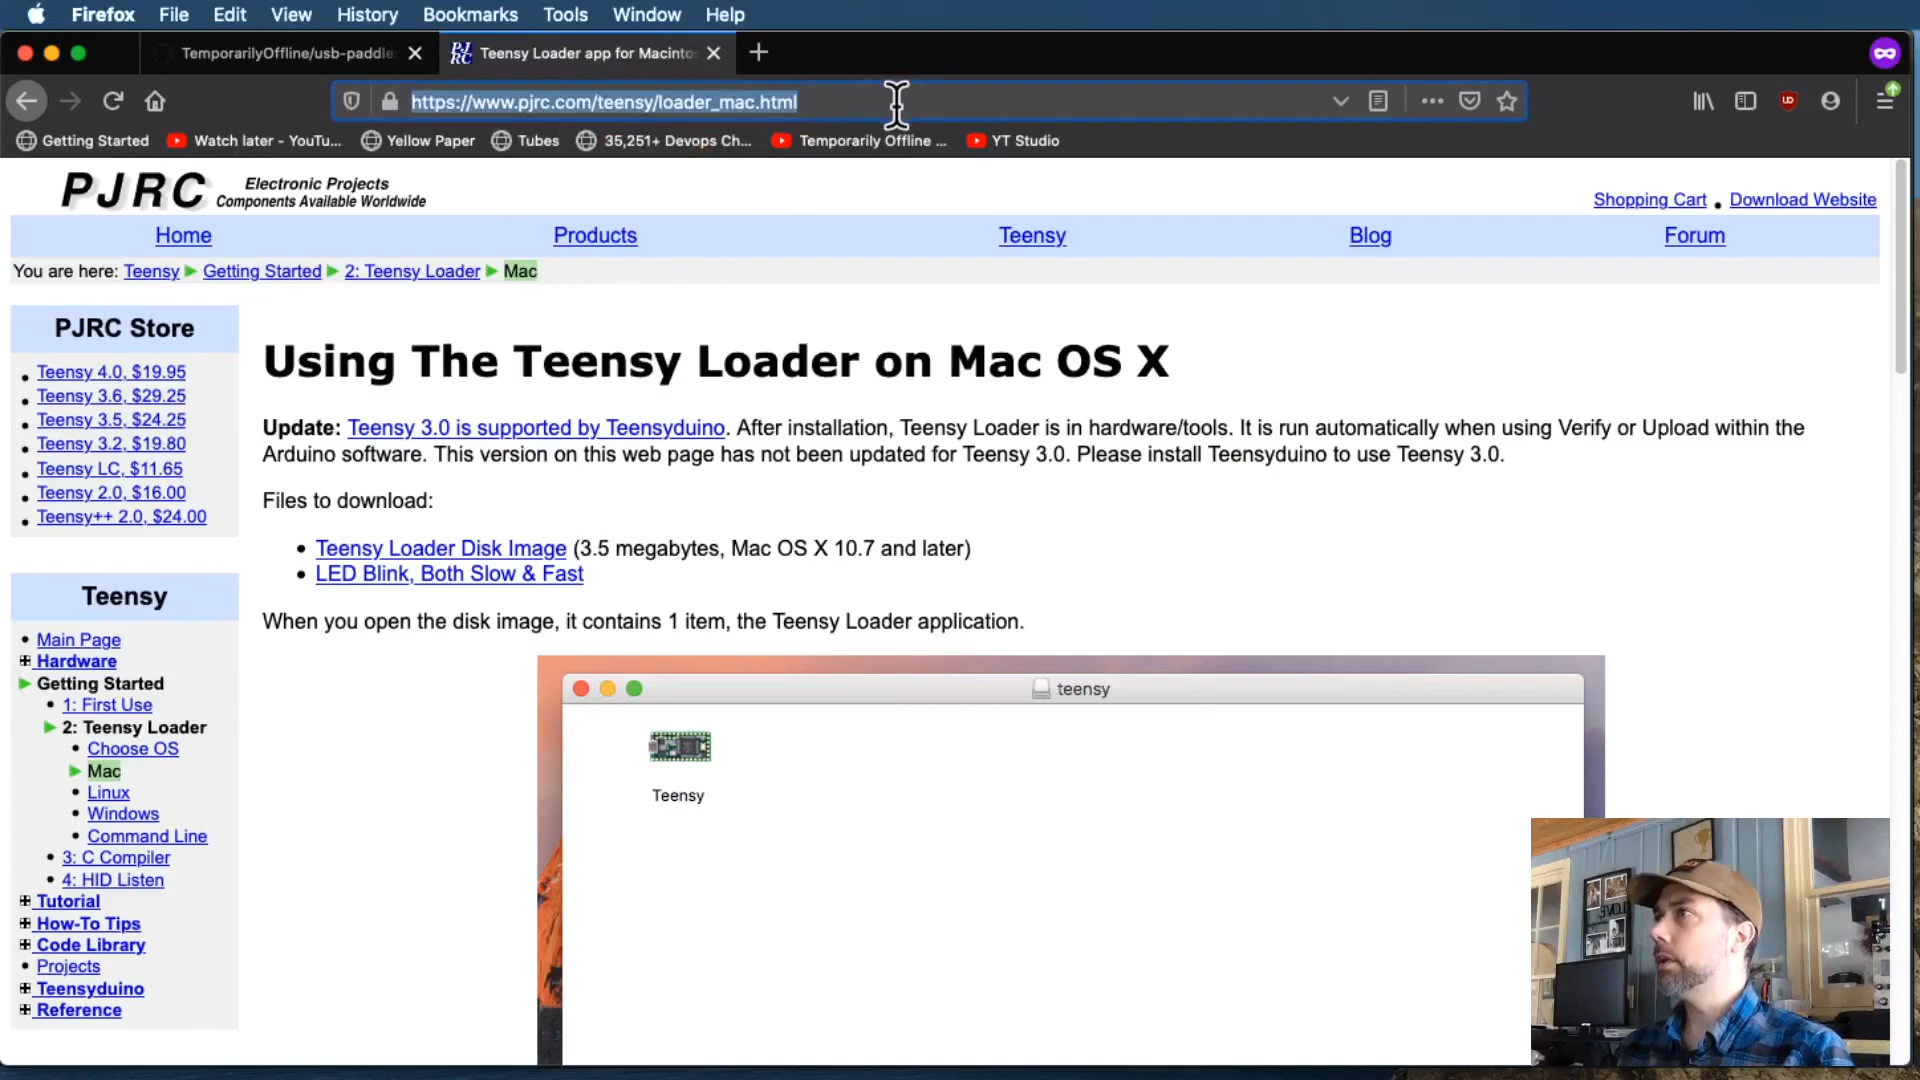 Firefox File Edit View History Bookmarks Tools Window Help
TemporarilyOffline/usb-paddle
Teensy Loader app for Macinto
https://www.pjrc.com/teensy/loader_mac.html
Getting Started
Watch later - YouTu...
Yellow Paper
Tubes
35,251+ Devops Ch...
Temporarily Offline ...
YT Studio
PJRC
Electronic Projects
Components Available Worldwide
Shopping Cart
Download Website
Home Products Teensy Blog Forum
You are here: Teensy Getting Started 2: Teensy Loader Mac
PJRC Store
Teensy 4.0, $19.95
Teensy 3.6, $29.25
Teensy 3.5, $24.25
Teensy 3.2, $19.80
Teensy LC, $11.65
Teensy 2.0, $16.00
Teensy++ 2.0, $24.00
Teensy
Main Page
Hardware
Getting Started
1: First Use
2: Teensy Loader
Choose OS
Mac
Linux
Windows
Command Line
3: C Compiler
4: HID Listen
Tutorial
How-To Tips
Code Library
Projects
Teensyduino
Reference
Using The Teensy Loader on Mac OS X
Update: Teensy 3.0 is supported by Teensyduino. After installation, Teensy Loader is in hardware/tools. It is run automatically when using Verify or Upload within the
Arduino software. This version on this web page has not been updated for Teensy 3.0. Please install Teensyduino to use Teensy 3.0.
Files to download:
Teensy Loader Disk Image (3.5 megabytes, Mac OS X 10.7 and later)
LED Blink, Both Slow & Fast
When you open the disk image, it contains 1 item, the Teensy Loader application.
teensy
Teensy